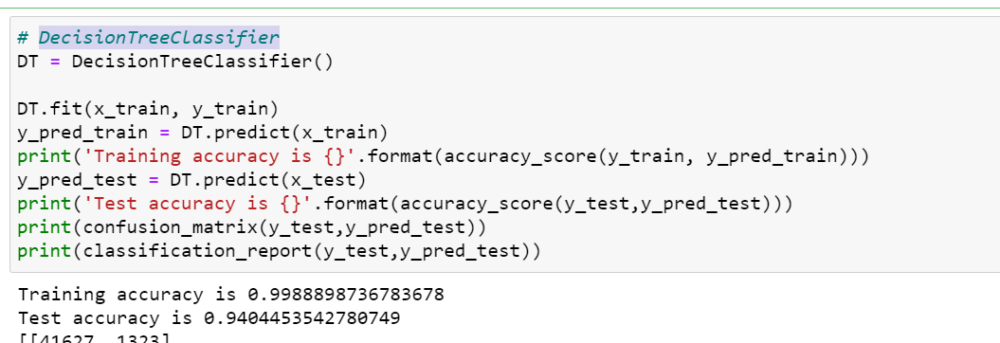 # DecisionTreeClassifier
DT = DecisionTreeClassifier()
DT.fit(x_train, y_train)
y_pred_train = DT.predict(x_train)
print('Training accuracy is {}'.format(accuracy_score(y_train, y_pred_train)))
y_pred_test = DT.predict(x_test)
print('Test accuracy is {}'.format(accuracy_score(y_test,y_pred_test)))
print(confusion_matrix(y_test,y_pred_test))
print(classification_report(y_test,y_pred_test))
Training accuracy is 0.9988898736783678
Test accuracy is 0.9404453542780749
[[41627 1323]